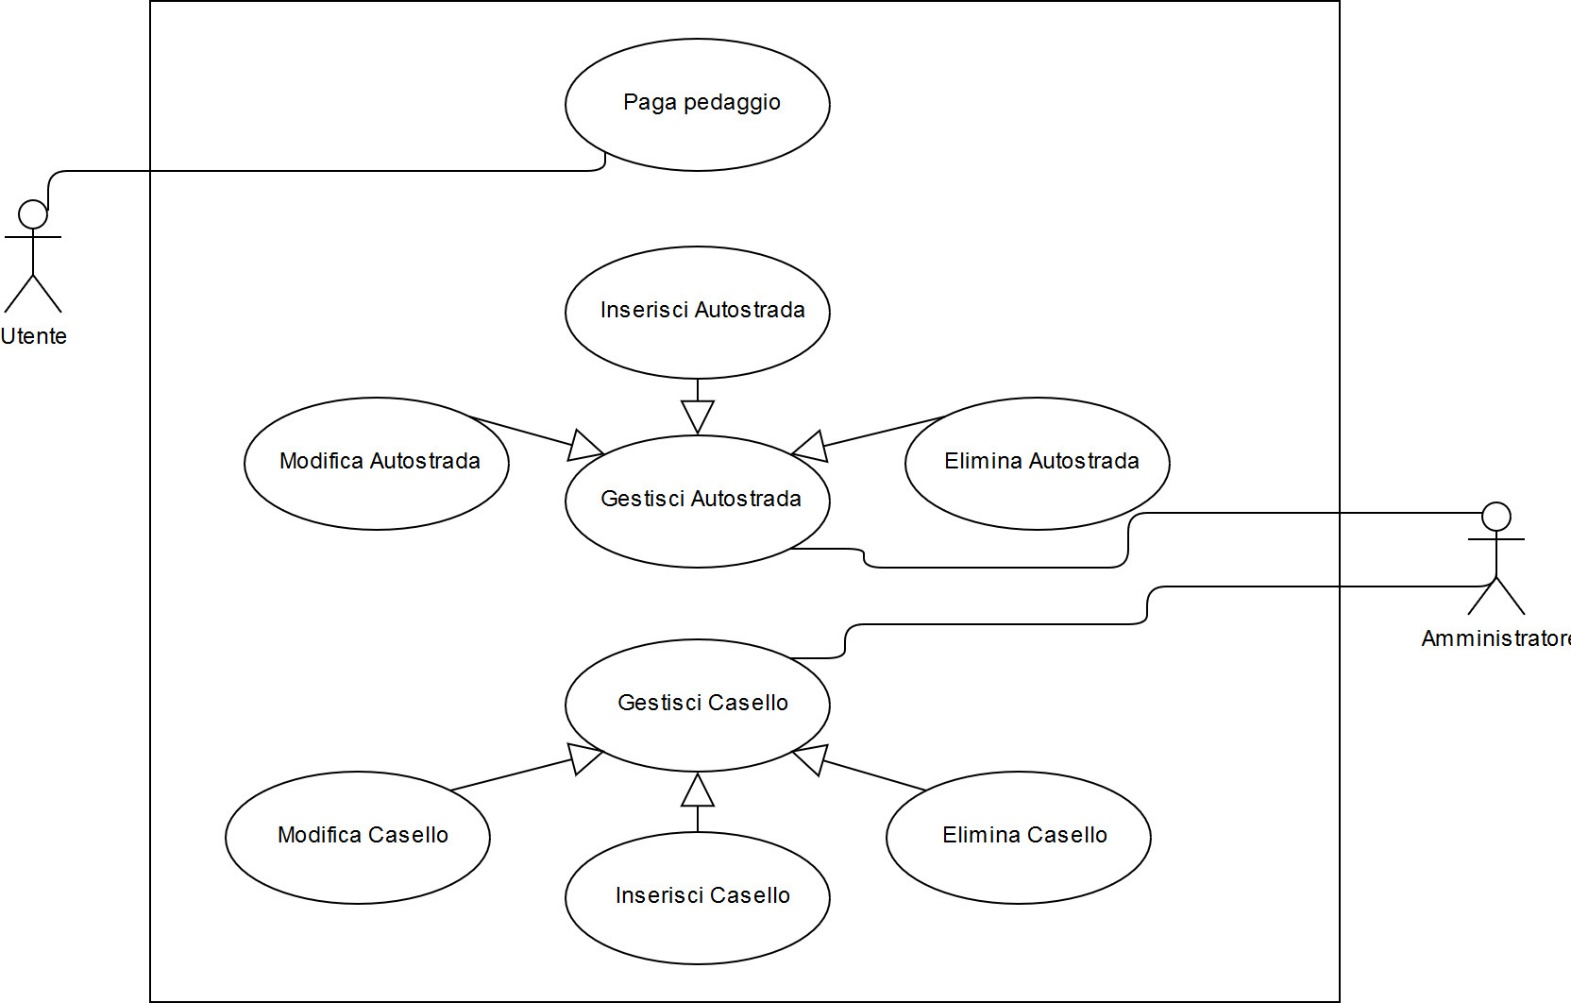 Paga pedaggio
Inserisci Autostrada
Utente
Modifica Autostrada
Elimina Autostrada
Gestisci Autostrada
Amministratore
Gestisci Casello
Modifica Casello
Elimina Casello
Inserisci Casello